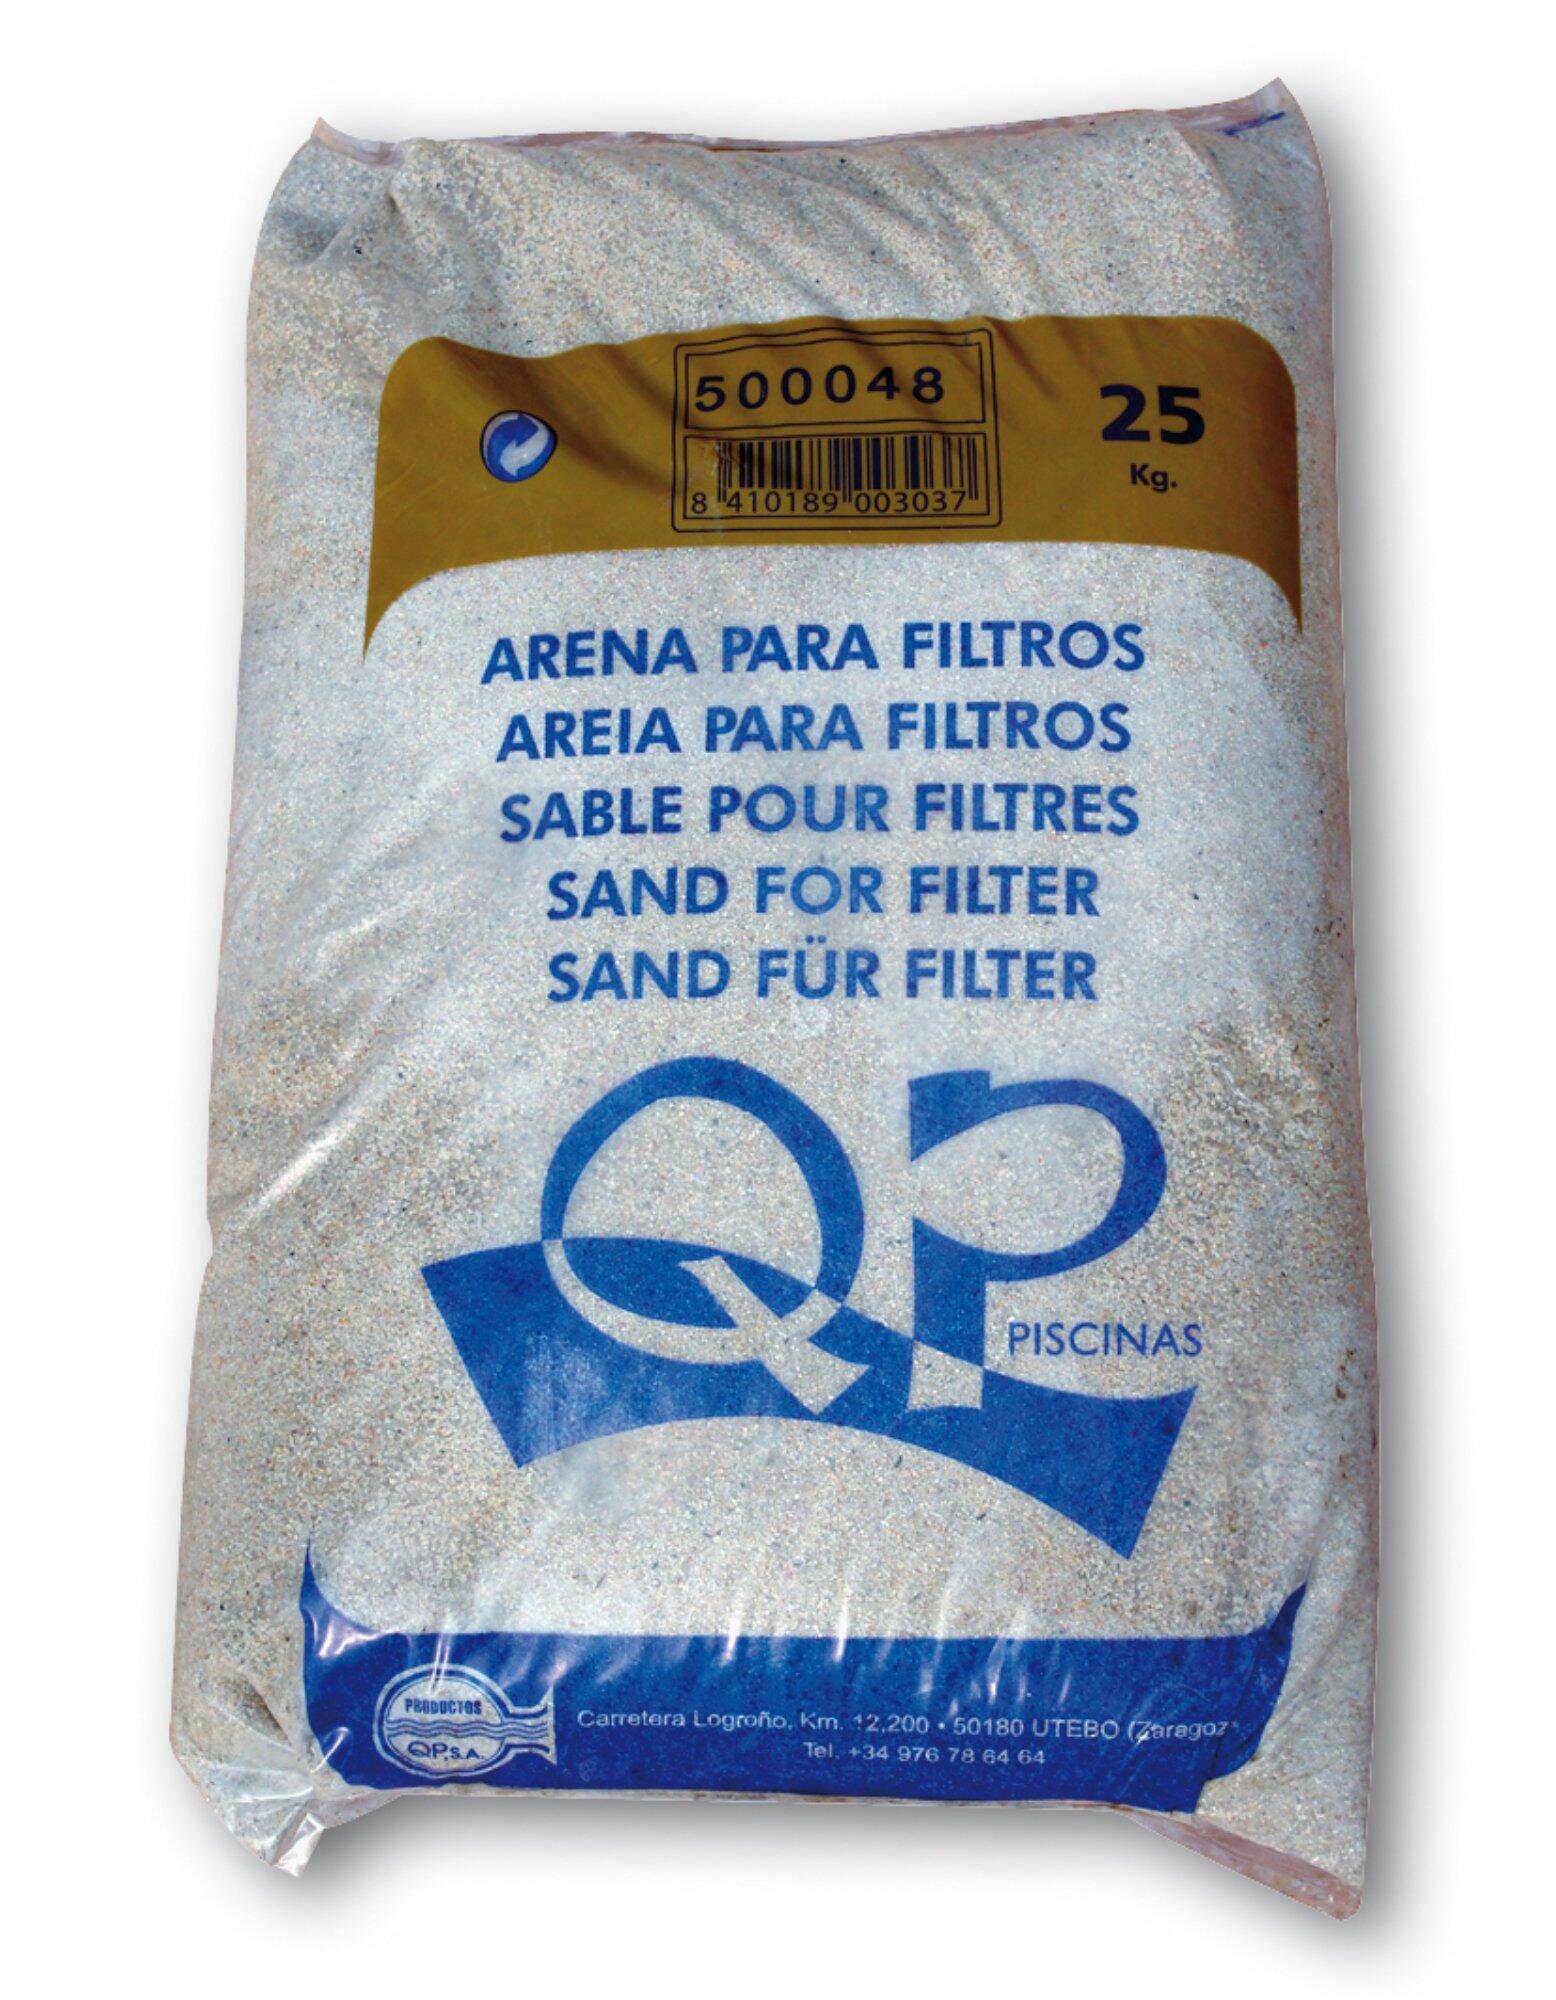 500048
25
Kg.
8 410189 003037
ARENA PARA FILTROS
AREIA PARA FILTROS
SABLE POUR FILTRES
SAND FOR FILTER
SAND FÜR FILTER
QP
PISCINAS
PRODUCTOS
QP,S.A.
Carretera Logroño, Km. 12,200 • 50180 UTEBO (Zaragoz
Tel. +34 976 78 64 64